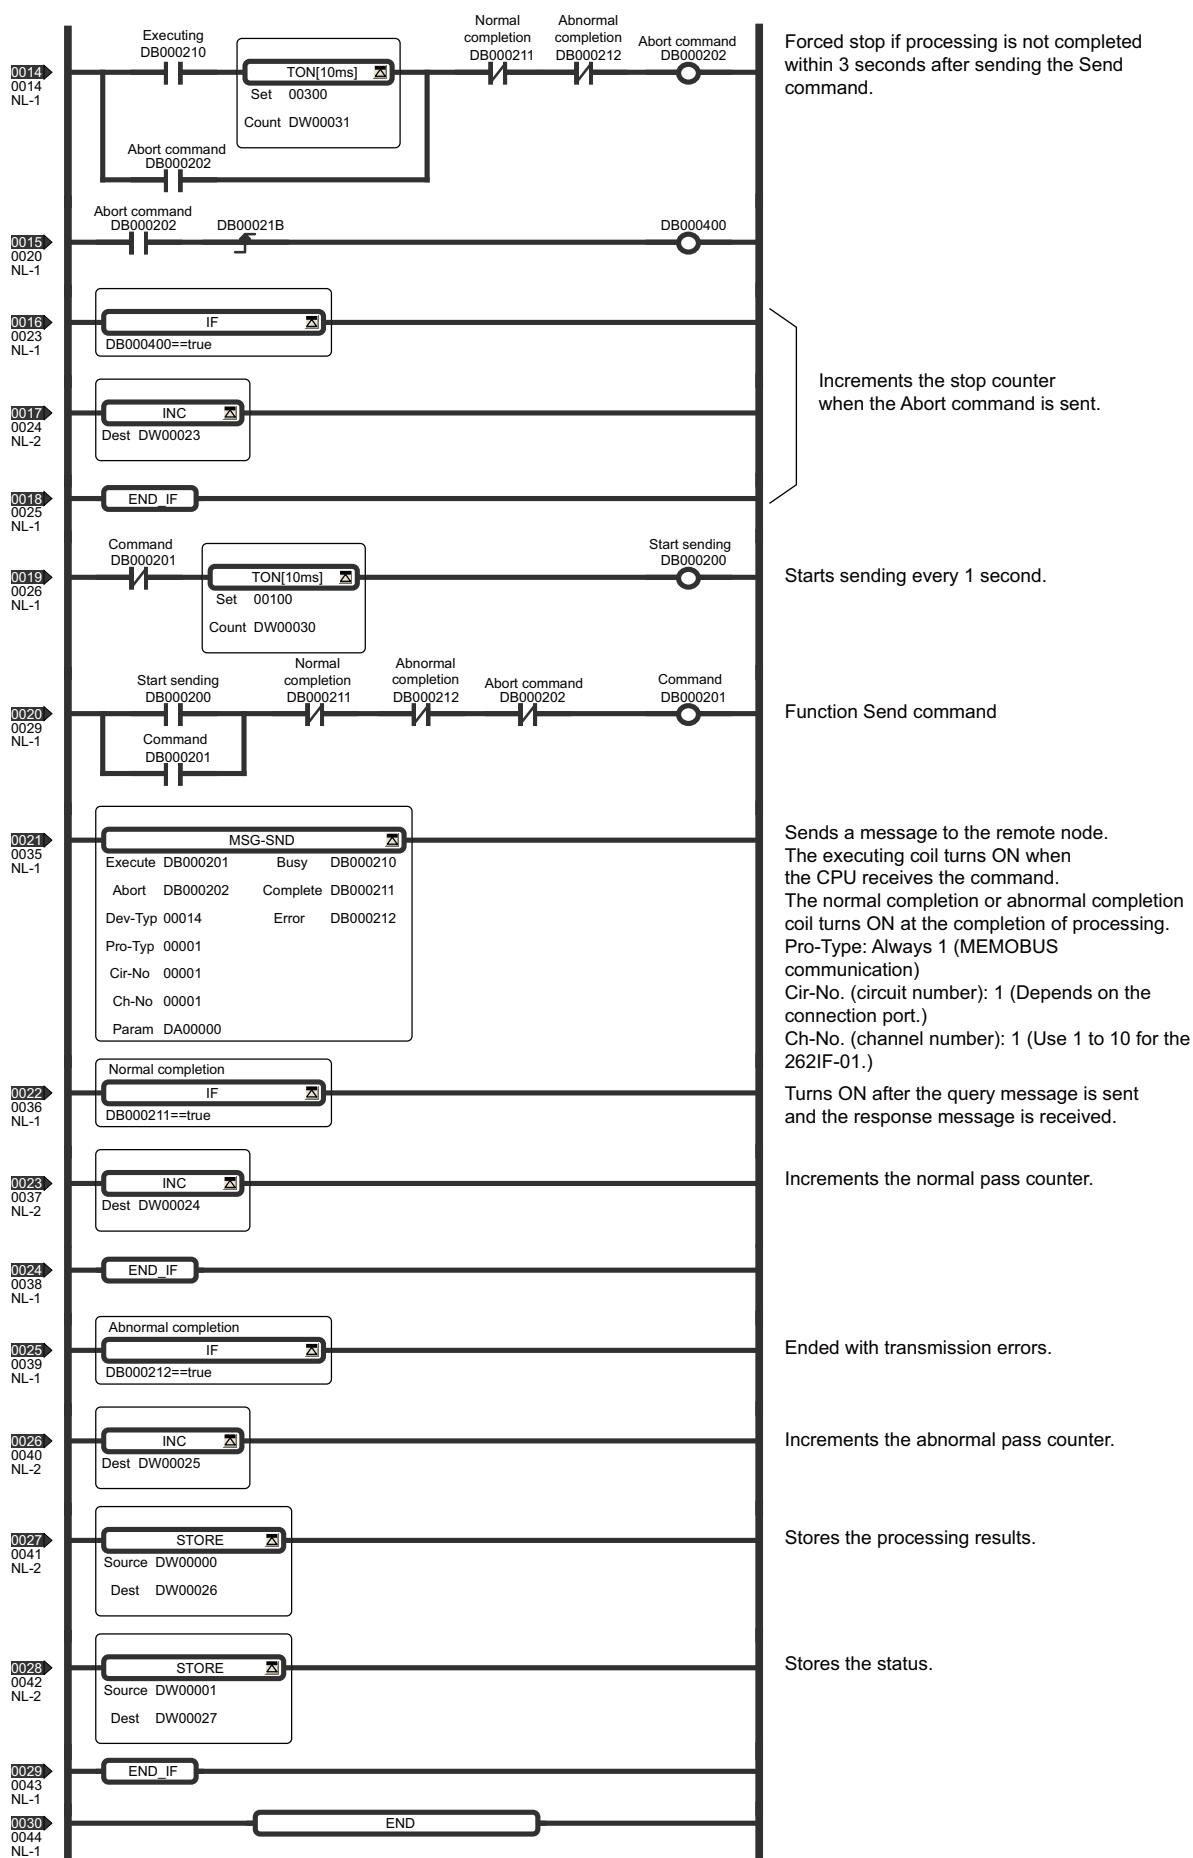 Executing
DB000210
Normal
completion
DB000211
Abnormal
completion
DB000212
Abort command
DB000202
0014
0014
NL-1
TON[10ms]
Set 00300
Count DW00031
Abort command
DB000202
Forced stop if processing is not completed
within 3 seconds after sending the Send
command.
Abort command
DB000202
DB00021B
DB000400
0015
0020
NL-1
0016
0023
NL-1
IF
DB000400==true
0017
0024
NL-2
INC
Dest DW00023
Increments the stop counter
when the Abort command is sent.
0018
0025
NL-1
END_IF
Command
DB000201
Start sending
DB000200
0019
0026
NL-1
TON[10ms]
Set 00100
Count DW00030
Starts sending every 1 second.
Start sending
DB000200
Normal
completion
DB000211
Abnormal
completion
DB000212
Abort command
DB000202
Command
DB000201
0020
0029
NL-1
Command
DB000201
Function Send command
0021
0035
NL-1
MSG-SND
Execute DB000201 Busy DB000210
Abort DB000202 Complete DB000211
Dev-Typ 00014 Error DB000212
Pro-Typ 00001
Cir-No 00001
Ch-No 00001
Param DA00000
Sends a message to the remote node.
The executing coil turns ON when
the CPU receives the command.
The normal completion or abnormal completion
coil turns ON at the completion of processing.
Pro-Type: Always 1 (MEMOBUS
communication)
Cir-No. (circuit number): 1 (Depends on the
connection port.)
Ch-No. (channel number): 1 (Use 1 to 10 for the
262IF-01.)
Normal completion
0022
0036
NL-1
IF
DB000211==true
Turns ON after the query message is sent
and the response message is received.
0023
0037
NL-2
INC
Dest DW00024
Increments the normal pass counter.
0024
0038
NL-1
END_IF
Abnormal completion
0025
0039
NL-1
IF
DB000212==true
Ended with transmission errors.
0026
0040
NL-2
INC
Dest DW00025
Increments the abnormal pass counter.
0027
0041
NL-2
STORE
Source DW00000
Dest DW00026
Stores the processing results.
0028
0042
NL-2
STORE
Source DW00001
Dest DW00027
Stores the status.
0029
0043
NL-1
END_IF
0030
0044
NL-1
END